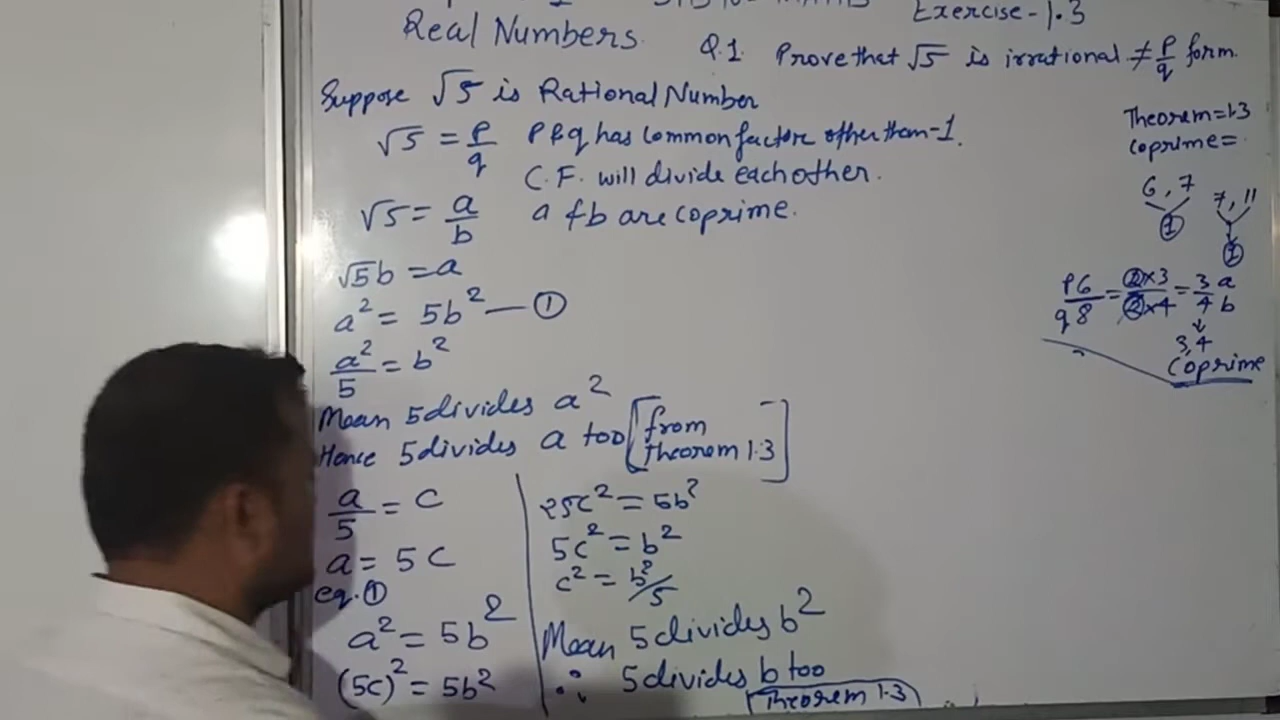 Exercise-1.3
Real Numbers.
Q.1. Prove that √5 is irrational ≠ p/q form.
Suppose √5 is Rational Number
√5 = p/q P & q has common factor other than-1.
C.F. will divide each other.
√5 = a/b a & b are coprime.
√5b = a
a² = 5b² — ①
a²/5 = b²
Mean 5 divides a²
Hence 5 divides a too [from theorem 1.3]
a/5 = C
a = 5C
eq. ①
a² = 5b²
(5c)² = 5b²
25c² = 5b²
5c² = b²
c² = b²/5
Mean 5 divides b²
∴ 5 divides b too
Theorem 1.3
Theorem = 1.3
coprime =
6, 7
①
7, 11
①
P6/q8 = 2×3/2×4 = 3/4 a/b
3,4
Coprime